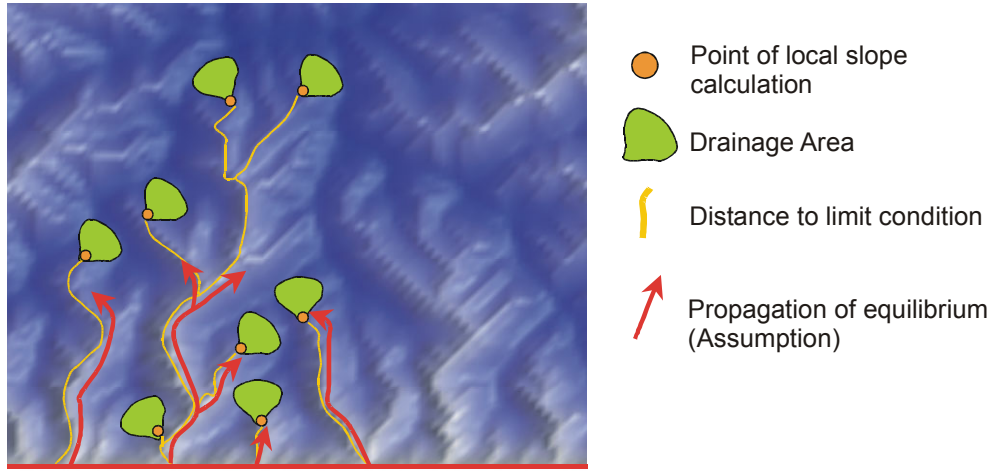 Point of local slope
calculation
Drainage Area
Distance to limit condition
Propagation of equilibrium
(Assumption)